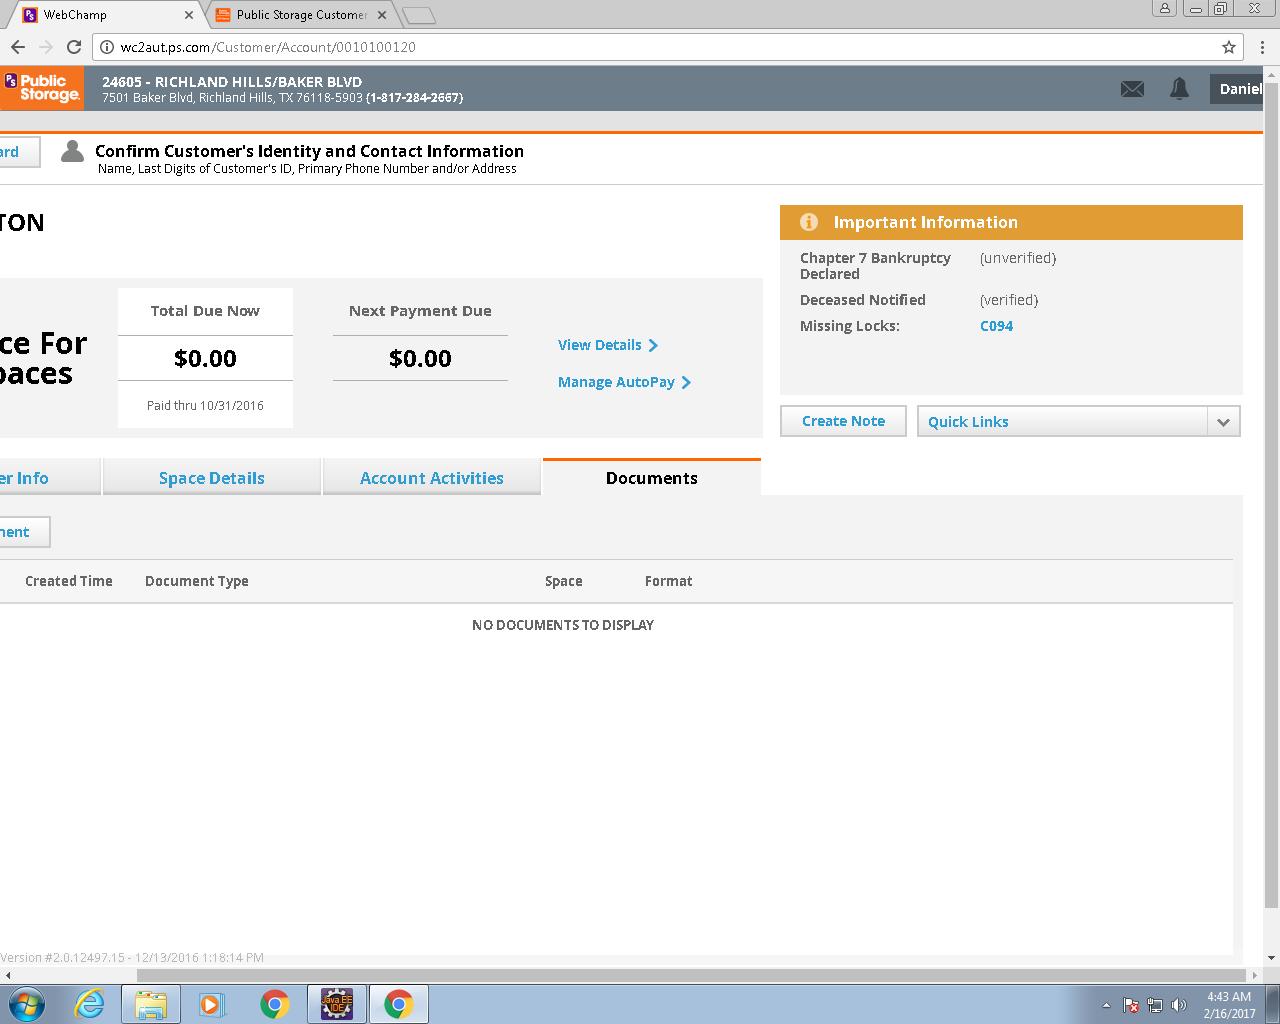 WebChamp
Public Storage Customer
wc2aut.ps.com/Customer/Account/0010100120
PS Public Storage.
24605 - RICHLAND HILLS/BAKER BLVD
7501 Baker Blvd, Richland Hills, TX 76118-5903 (1-817-284-2667)
Daniel
ard
Confirm Customer's Identity and Contact Information
Name, Last Digits of Customer's ID, Primary Phone Number and/or Address
TON
Important Information
Chapter 7 Bankruptcy Declared (unverified)
Deceased Notified (verified)
Missing Locks: C094
ce For
paces
Total Due Now
$0.00
Paid thru 10/31/2016
Next Payment Due
$0.00
View Details
Manage AutoPay
Create Note
Quick Links
er Info
Space Details
Account Activities
Documents
ment
Created Time Document Type Space Format
NO DOCUMENTS TO DISPLAY
Version #2.0.12497.15 - 12/13/2016 1:18:14 PM
Java EE
IDE
4:43 AM
2/16/2017